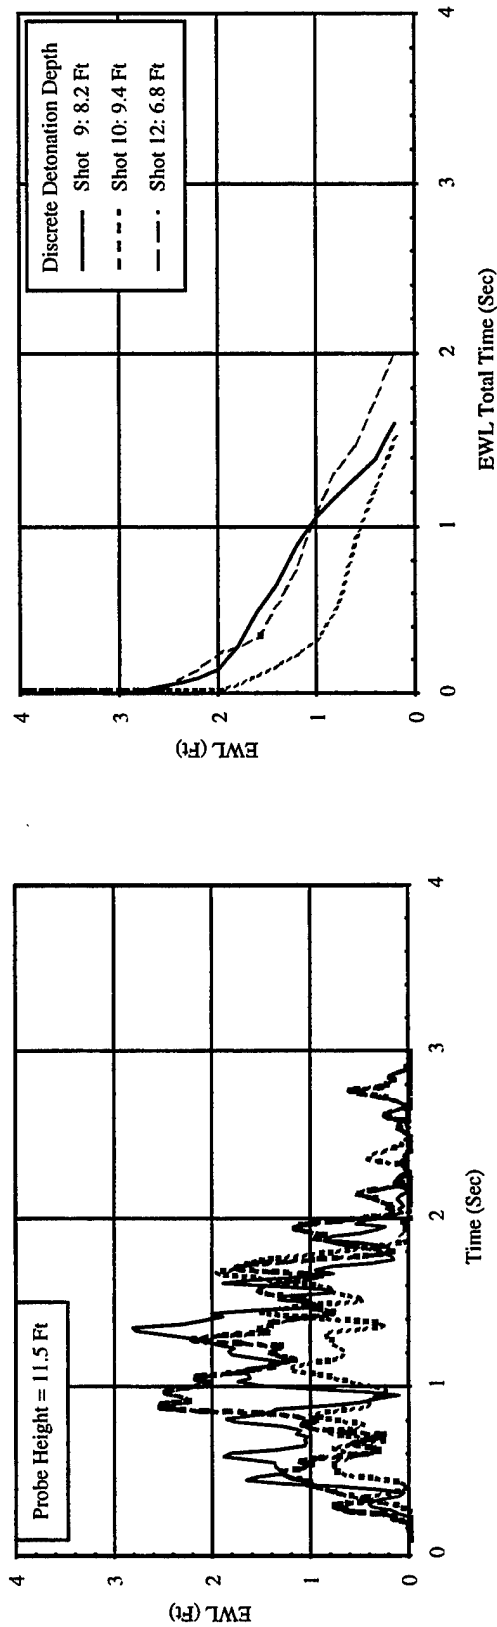 Probe Height = 11.5 Ft
4
3
2
1
0
EWL (Ft)
0
1
2
3
4
Time (Sec)
Discrete Detonation Depth
Shot 9: 8.2 Ft
Shot 10: 9.4 Ft
Shot 12: 6.8 Ft
4
3
2
1
0
EWL (Ft)
0
1
2
3
4
EWL Total Time (Sec)